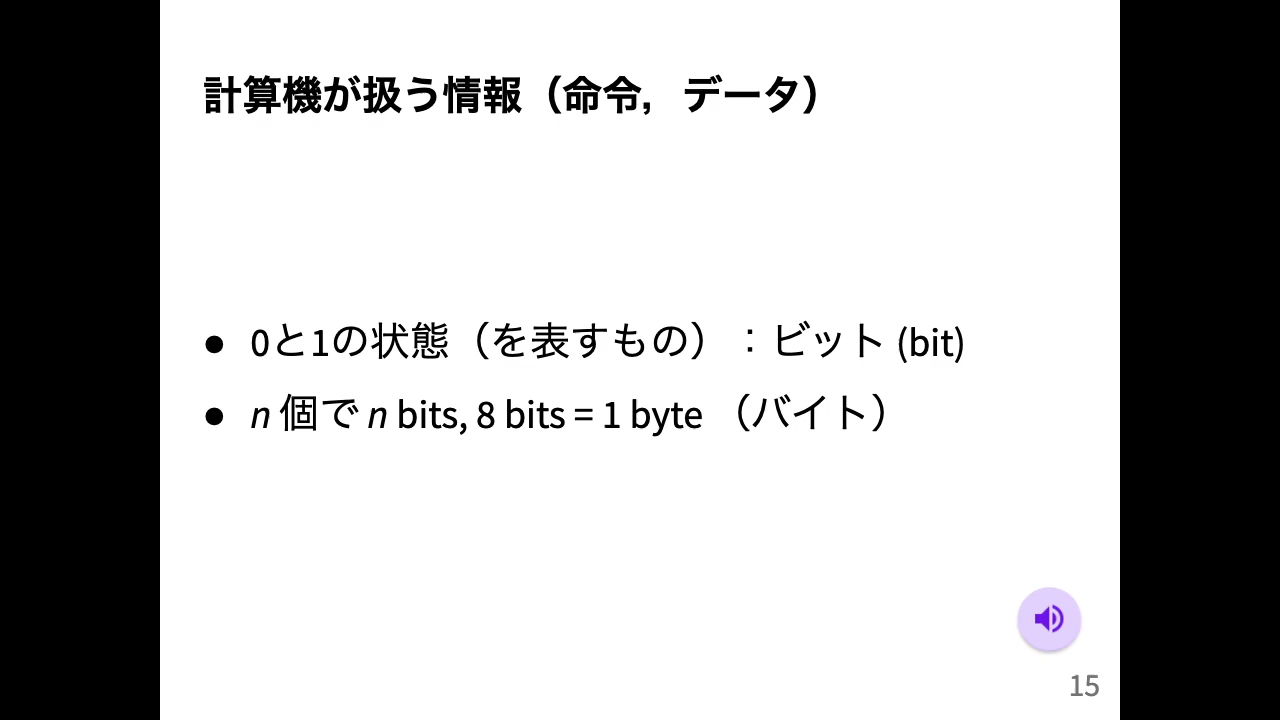 計算機が扱う情報（命令，データ）
● 0と1の状態（を表すもの）：ビット (bit)
● n 個で n bits, 8 bits = 1 byte （バイト）
15